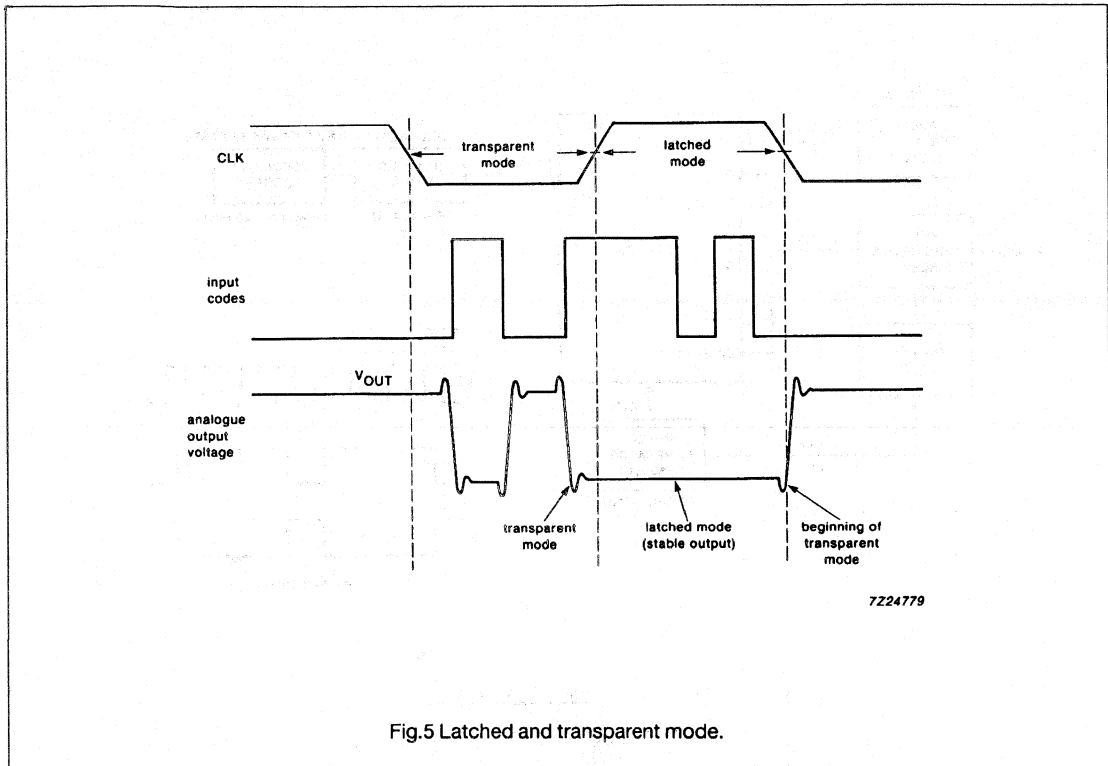 CLK
transparent
mode
latched
mode
input
codes
VOUT
analogue
output
voltage
transparent
mode
latched mode
(stable output)
beginning of
transparent
mode
7Z24779
Fig.5 Latched and transparent mode.